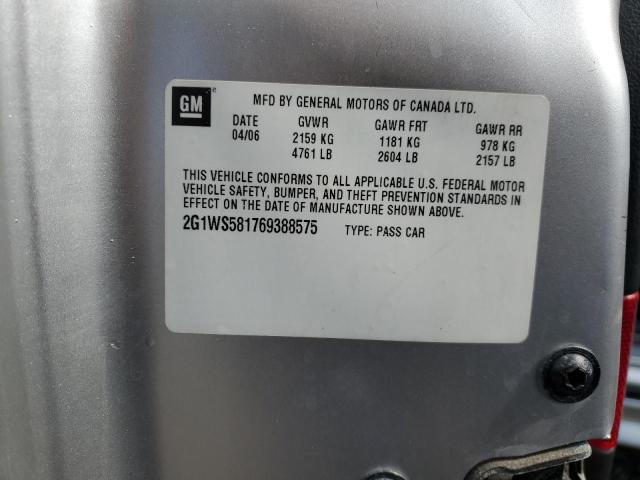 GM
MFD BY GENERAL MOTORS OF CANADA LTD.
DATE GVWR GAWR FRT GAWR RR
04/06 2159 KG 1181 KG 978 KG
4761 LB 2604 LB 2157 LB
THIS VEHICLE CONFORMS TO ALL APPLICABLE U.S. FEDERAL MOTOR
VEHICLE SAFETY, BUMPER, AND THEFT PREVENTION STANDARDS IN
EFFECT ON THE DATE OF MANUFACTURE SHOWN ABOVE.
2G1WS581769388575 TYPE: PASS CAR